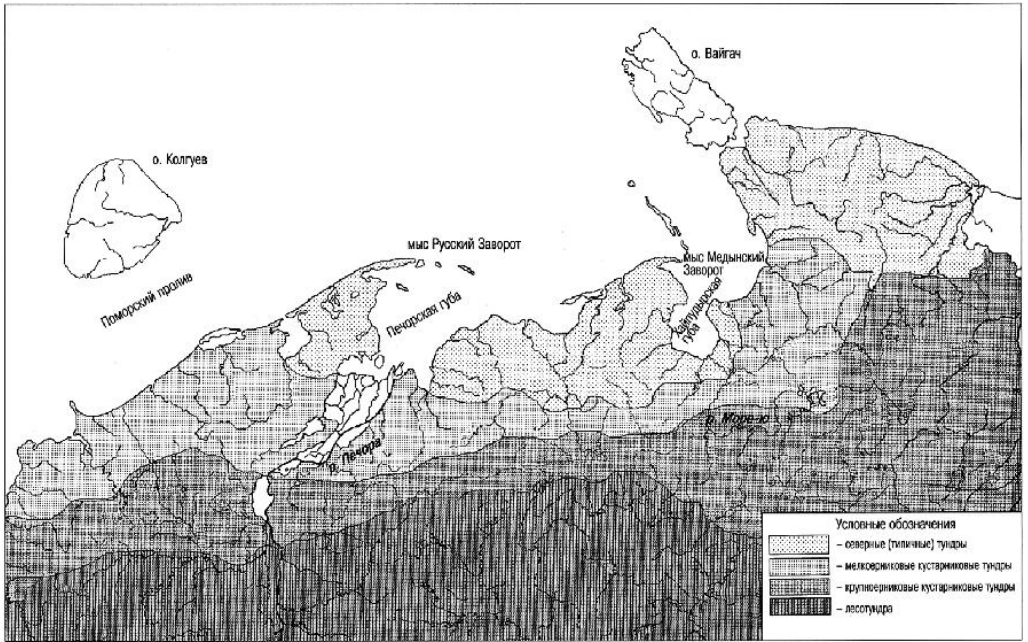 о. Вайгач
о. Колгуев
мыс Русский Заворот
мыс Медынский
Заворот
Поморский пролив
Печорская губа
Хайпудырская
губа
р. Море-ю
р. Печора
Условные обозначения
– северные (типичные) тундры
– мелкоерниковые кустарниковые тундры
– крупноерниковые кустарниковые тундры
– лесотундра